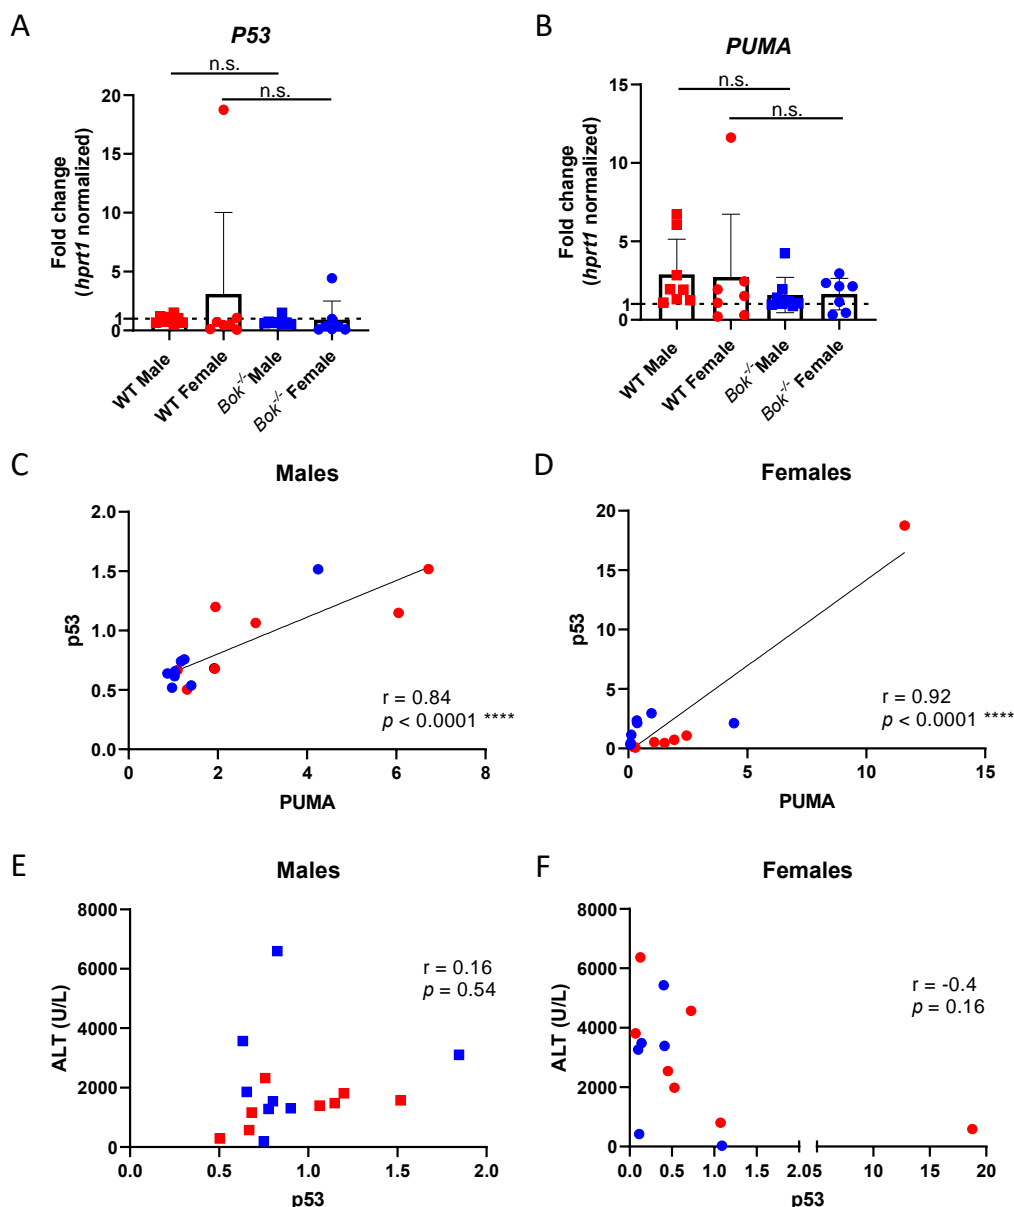 A
P53
n.s.
n.s.
Fold change
(hprt1 normalized)
20
15
10
5
1
0
WT Male
WT Female
Bok-/- Male
Bok-/- Female
B
PUMA
n.s.
n.s.
Fold change
(hprt1 normalized)
15
10
5
1
0
WT Male
WT Female
Bok-/- Male
Bok-/- Female
C
Males
p53
2.0
1.5
1.0
0.5
0.0
r = 0.84
p < 0.0001 ****
0 2 4 6 8
PUMA
D
Females
p53
20
15
10
5
0
r = 0.92
p < 0.0001 ****
0 5 10 15
PUMA
E
Males
ALT (U/L)
8000
6000
4000
2000
0
r = 0.16
p = 0.54
0.0 0.5 1.0 1.5 2.0
p53
F
Females
ALT (U/L)
8000
6000
4000
2000
0
r = -0.4
p = 0.16
0.0 0.5 1.0 1.5 2.0 5 10 15 20
p53